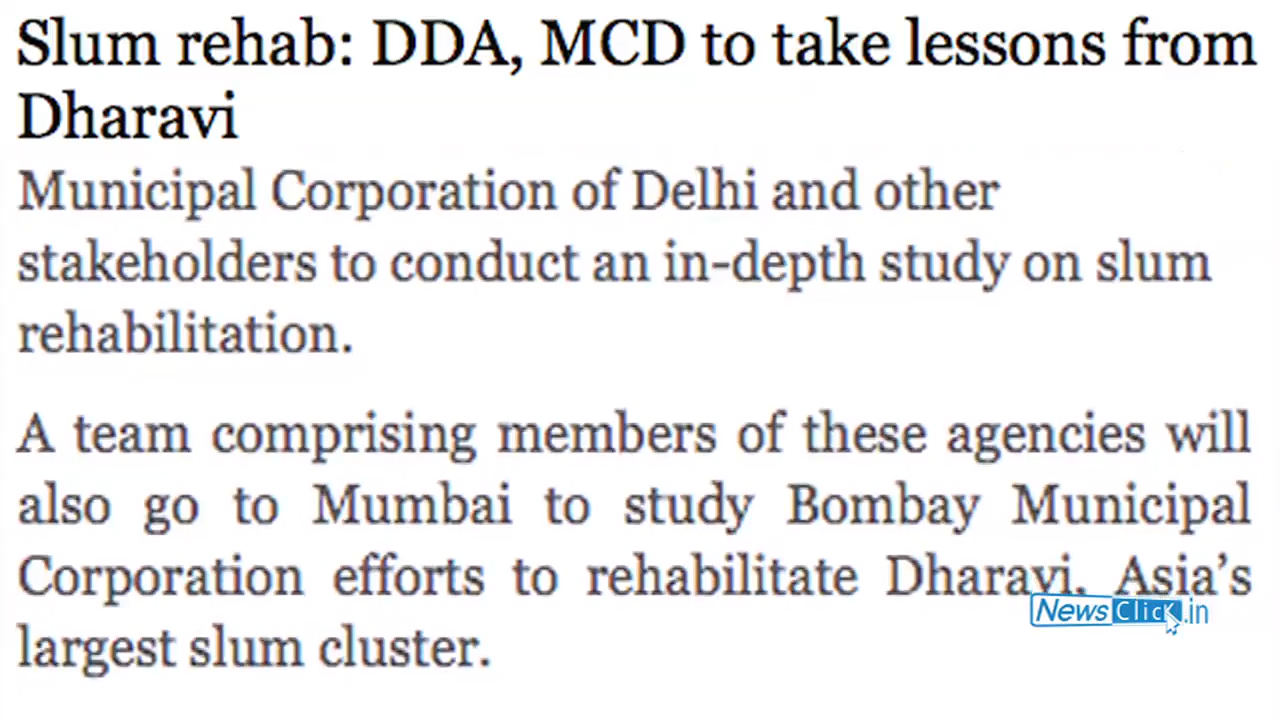 Slum rehab: DDA, MCD to take lessons from
Dharavi
Municipal Corporation of Delhi and other
stakeholders to conduct an in-depth study on slum
rehabilitation.
A team comprising members of these agencies will
also go to Mumbai to study Bombay Municipal
Corporation efforts to rehabilitate Dharavi, Asia’s
largest slum cluster.
NewsClick.in